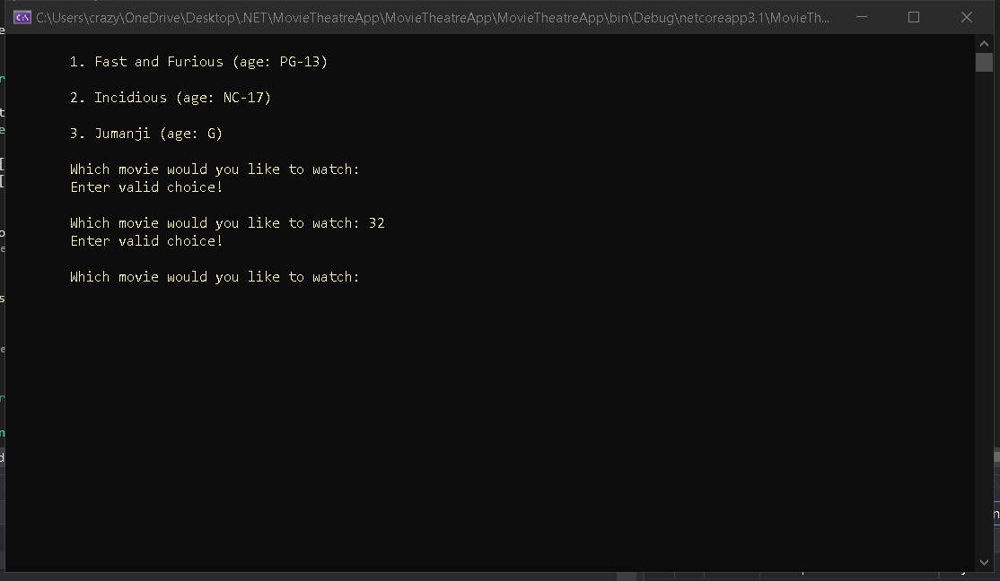 C:\Users\crazy\OneDrive\Desktop\.NET\MovieTheatreApp\MovieTheatreApp\MovieTheatreApp\bin\Debug\netcoreapp3.1\MovieTh...
1. Fast and Furious (age: PG-13)
2. Incidious (age: NC-17)
3. Jumanji (age: G)
Which movie would you like to watch:
Enter valid choice!
Which movie would you like to watch: 32
Enter valid choice!
Which movie would you like to watch: